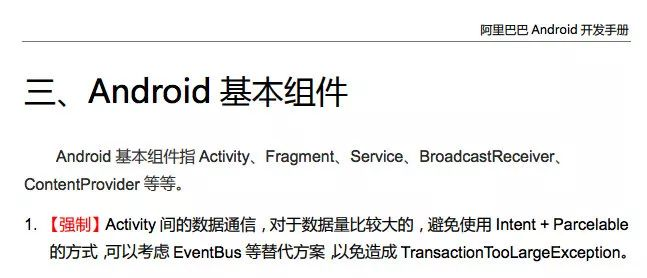 阿里巴巴 Android 开发手册
三、Android 基本组件
Android 基本组件指 Activity、Fragment、Service、BroadcastReceiver、
ContentProvider 等等。
1. 【强制】Activity 间的数据通信，对于数据量比较大的，避免使用 Intent + Parcelable
的方式，可以考虑 EventBus 等替代方案，以免造成 TransactionTooLargeException。